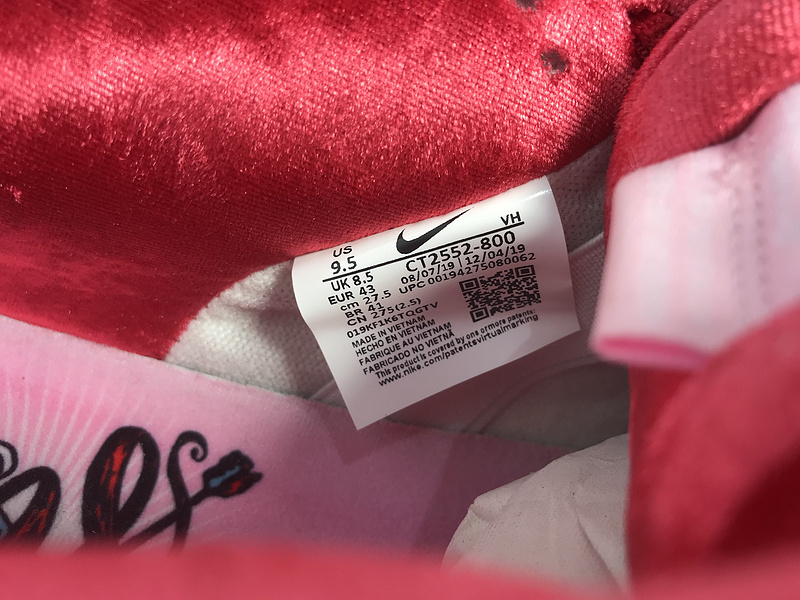 US VH
9.5 CT2552-800
UK 8.5 08/07/19 | 12/04/19
EUR 43 UPC 00194275080062
cm 27.5
BR 41
CN 275(2.5)
019KF1K6TQGTV
MADE IN VIETNAM
HECHO EN VIETNAM
FABRIQUE AU VIETNAM
FABRICADO NO VIETNÃ
This product is covered by one or more patents:
www.nike.com/patentsvirtualmarking